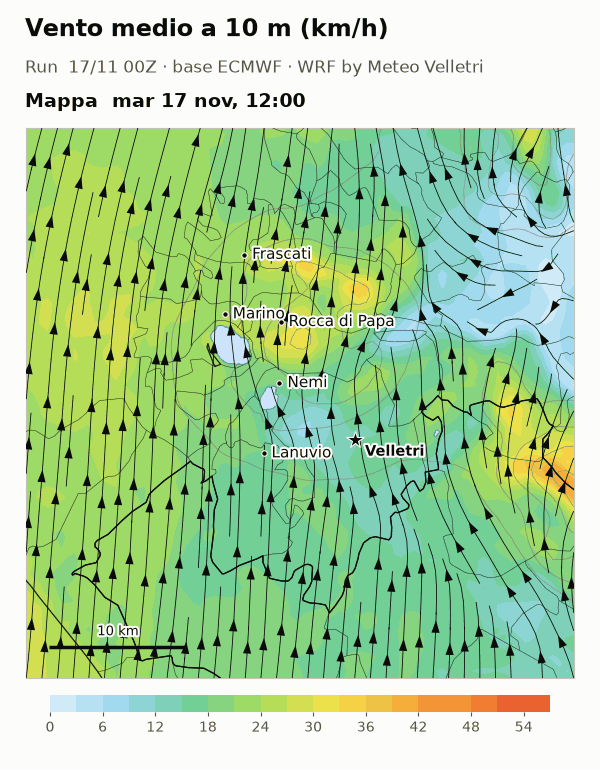 Vento medio a 10 m (km/h)
Run  17/11 00Z · base ECMWF · WRF by Meteo Velletri
Mappa  mar 17 nov, 12:00
Frascati
Marino
Rocca di Papa
Nemi
Velletri
Lanuvio
10 km
0 6 12 18 24 30 36 42 48 54